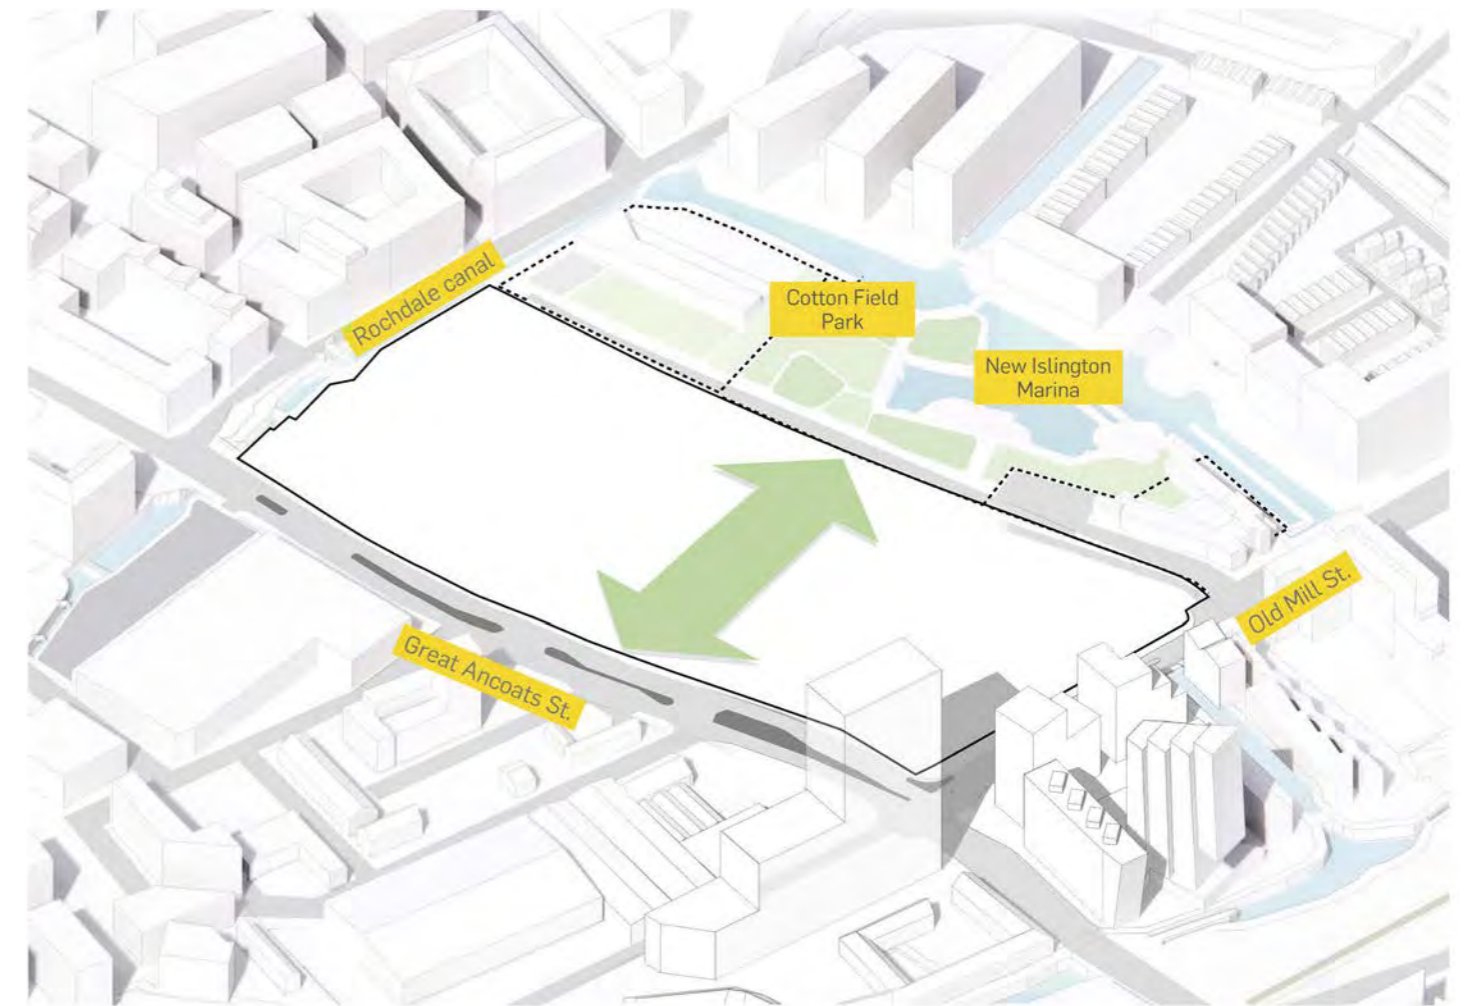 Rochdale canal
Cotton Field
Park
New Islington
Marina
Old Mill St.
Great Ancoats St.